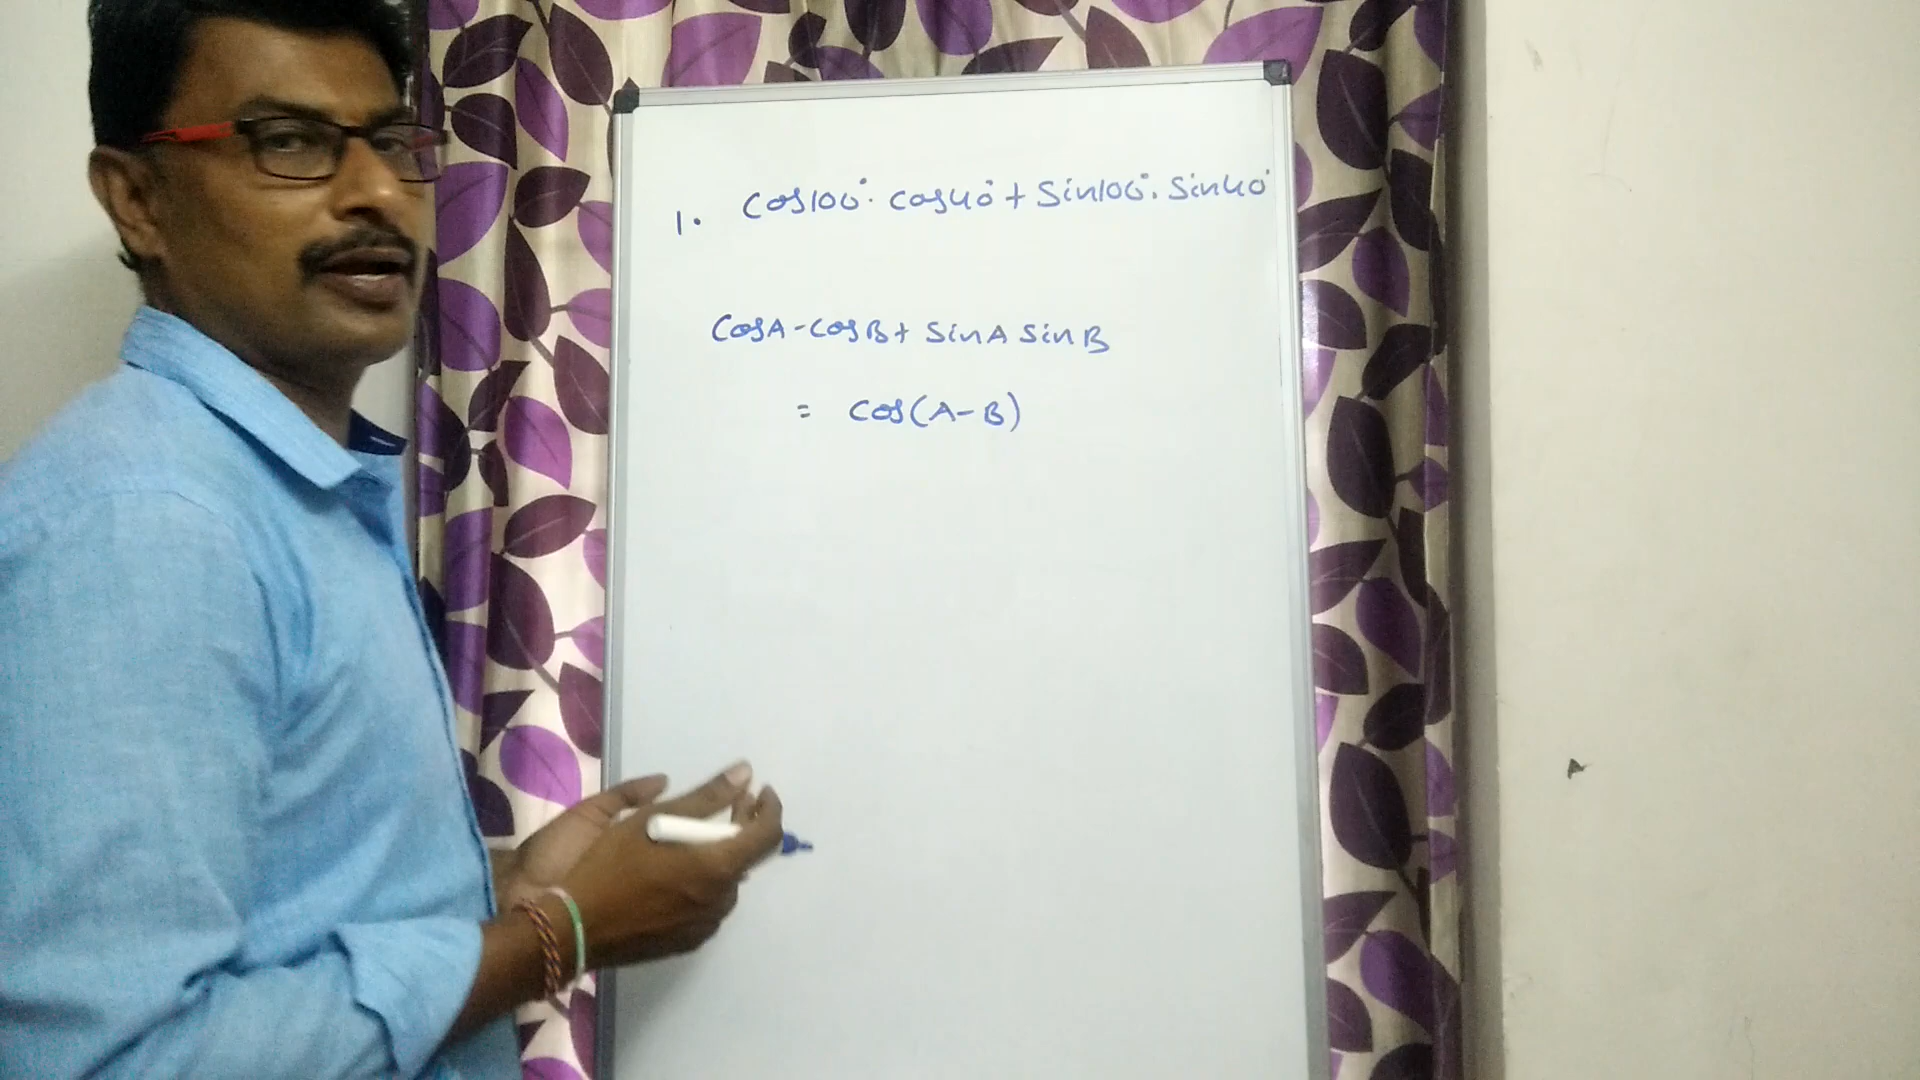 1. Cos100°. cos40° + Sin100°. Sin40°
CosA-CosB+ SinA SinB
= Cos(A-B)